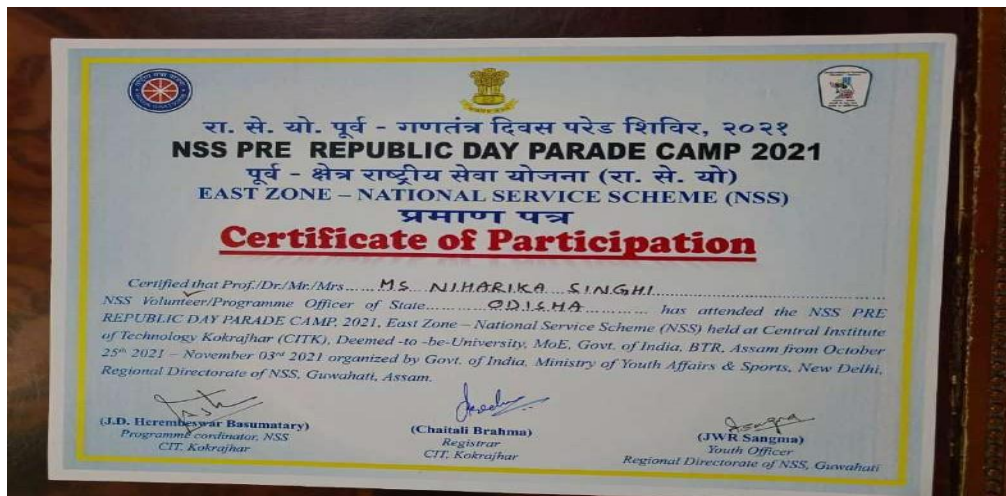 रा. से. यो. पूर्व - गणतंत्र दिवस परेड शिविर, २०२१
NSS PRE REPUBLIC DAY PARADE CAMP 2021
पूर्व - क्षेत्र राष्ट्रीय सेवा योजना (रा. से. यो)
EAST ZONE – NATIONAL SERVICE SCHEME (NSS)
प्रमाण पत्र
Certificate of Participation
Certified that Prof./Dr./Mr./Mrs...... MS NIHARIKA SINGHI
NSS Volunteer/Programme Officer of State...... ODISHA ............ has attended the NSS PRE
REPUBLIC DAY PARADE CAMP, 2021, East Zone – National Service Scheme (NSS) held at Central Institute
of Technology Kokrajhar (CITK), Deemed -to -be-University, MoE, Govt. of India, BTR, Assam from October
25th 2021 – November 03rd 2021 organized by Govt. of India, Ministry of Youth Affairs & Sports, New Delhi,
Regional Directorate of NSS, Guwahati, Assam.
(J.D. Herembeswar Basumatary)
Programme cordinator, NSS
CIT, Kokrajhar
(Chaitali Brahma)
Registrar
CIT, Kokrajhar
(JWR Sangma)
Youth Officer
Regional Directorate of NSS, Guwahati